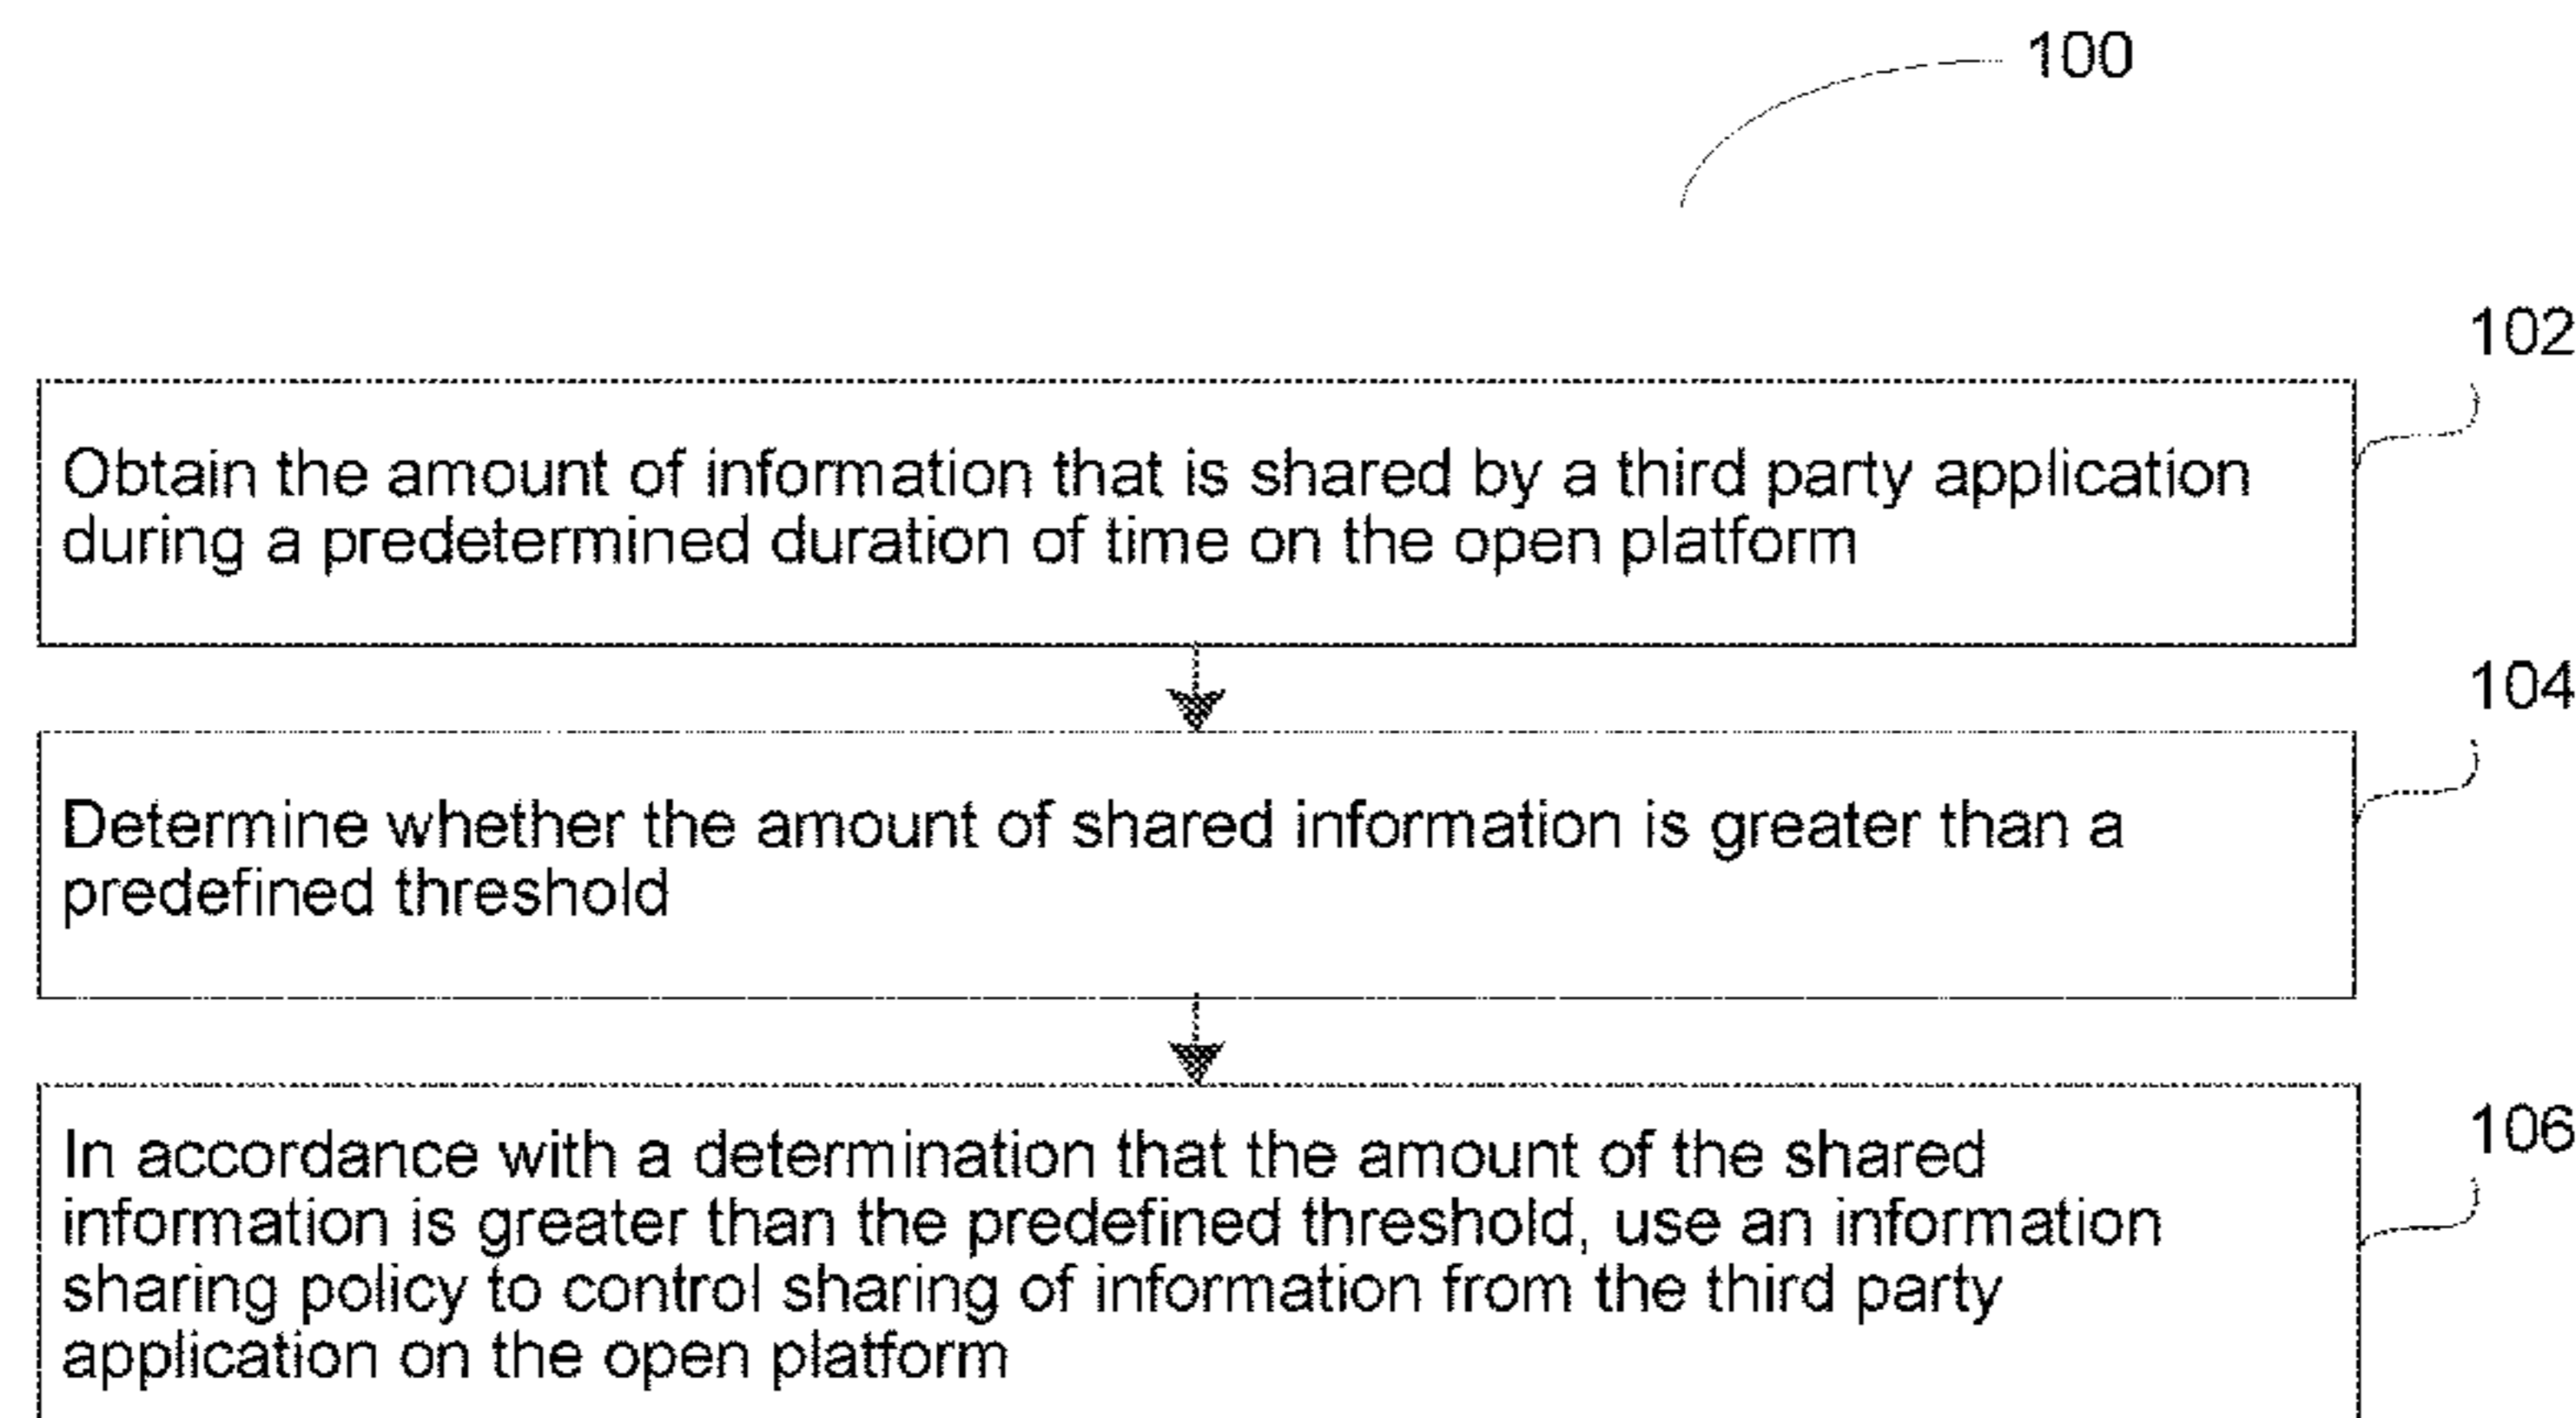 100
102
Obtain the amount of information that is shared by a third party application
during a predetermined duration of time on the open platform
104
Determine whether the amount of shared information is greater than a
predefined threshold
106
In accordance with a determination that the amount of the shared
information is greater than the predefined threshold, use an information
sharing policy to control sharing of information from the third party
application on the open platform